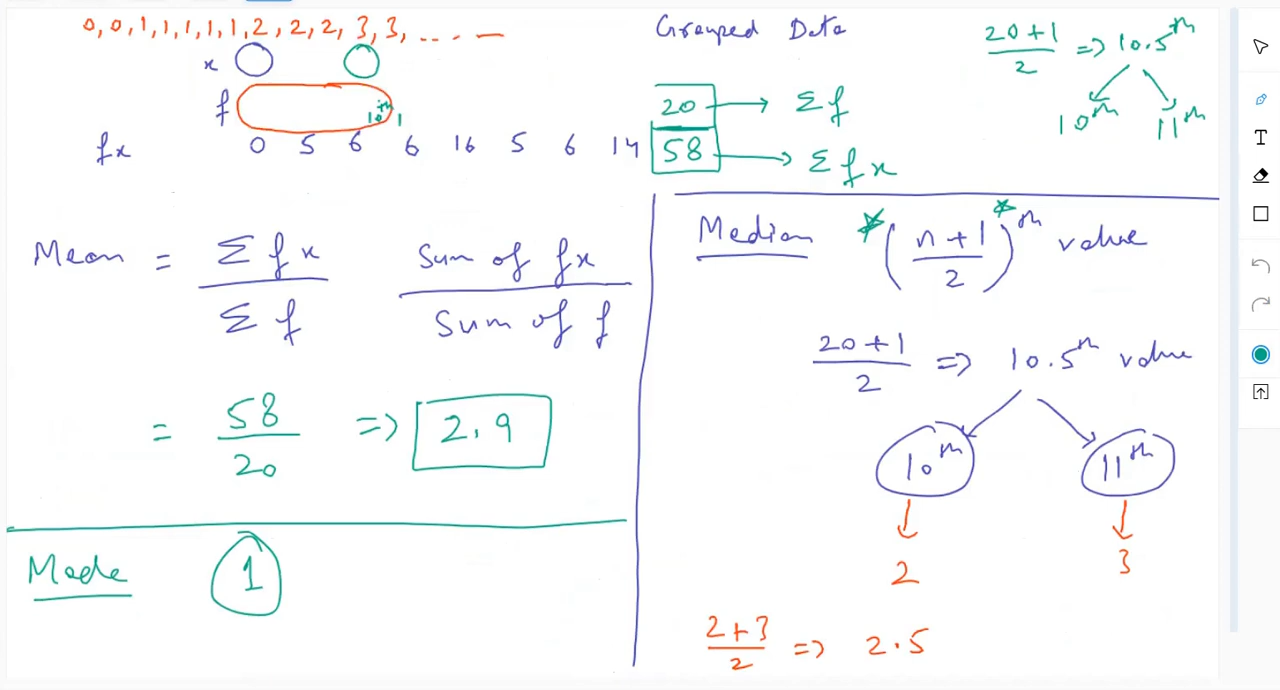 0, 0, 1, 1, 1, 1, 1, 2, 2, 2, 3, 3, .... —
Grouped Data
20+1/2 => 10.5th
10th 11th
x
f 10th
20 → Σf
fx 0 5 6 6 16 5 6 14 58 → Σfx
Mean = Σfx/Σf Sum of fx/Sum of f
= 58/20 => 2.9
Mode 1
Median *(n+1/2)*th value
20+1/2 => 10.5th value
10th 11th
2 3
2+3/2 => 2.5
T